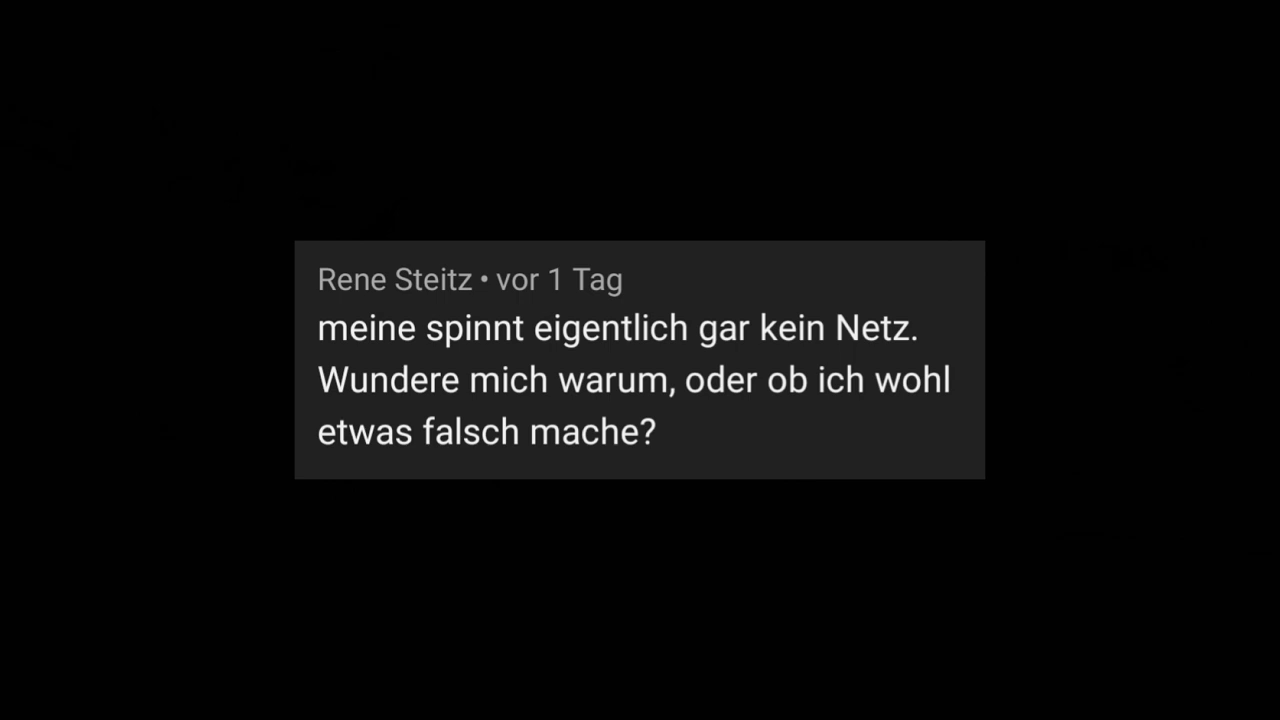 Rene Steitz • vor 1 Tag
meine spinnt eigentlich gar kein Netz.
Wundere mich warum, oder ob ich wohl
etwas falsch mache?